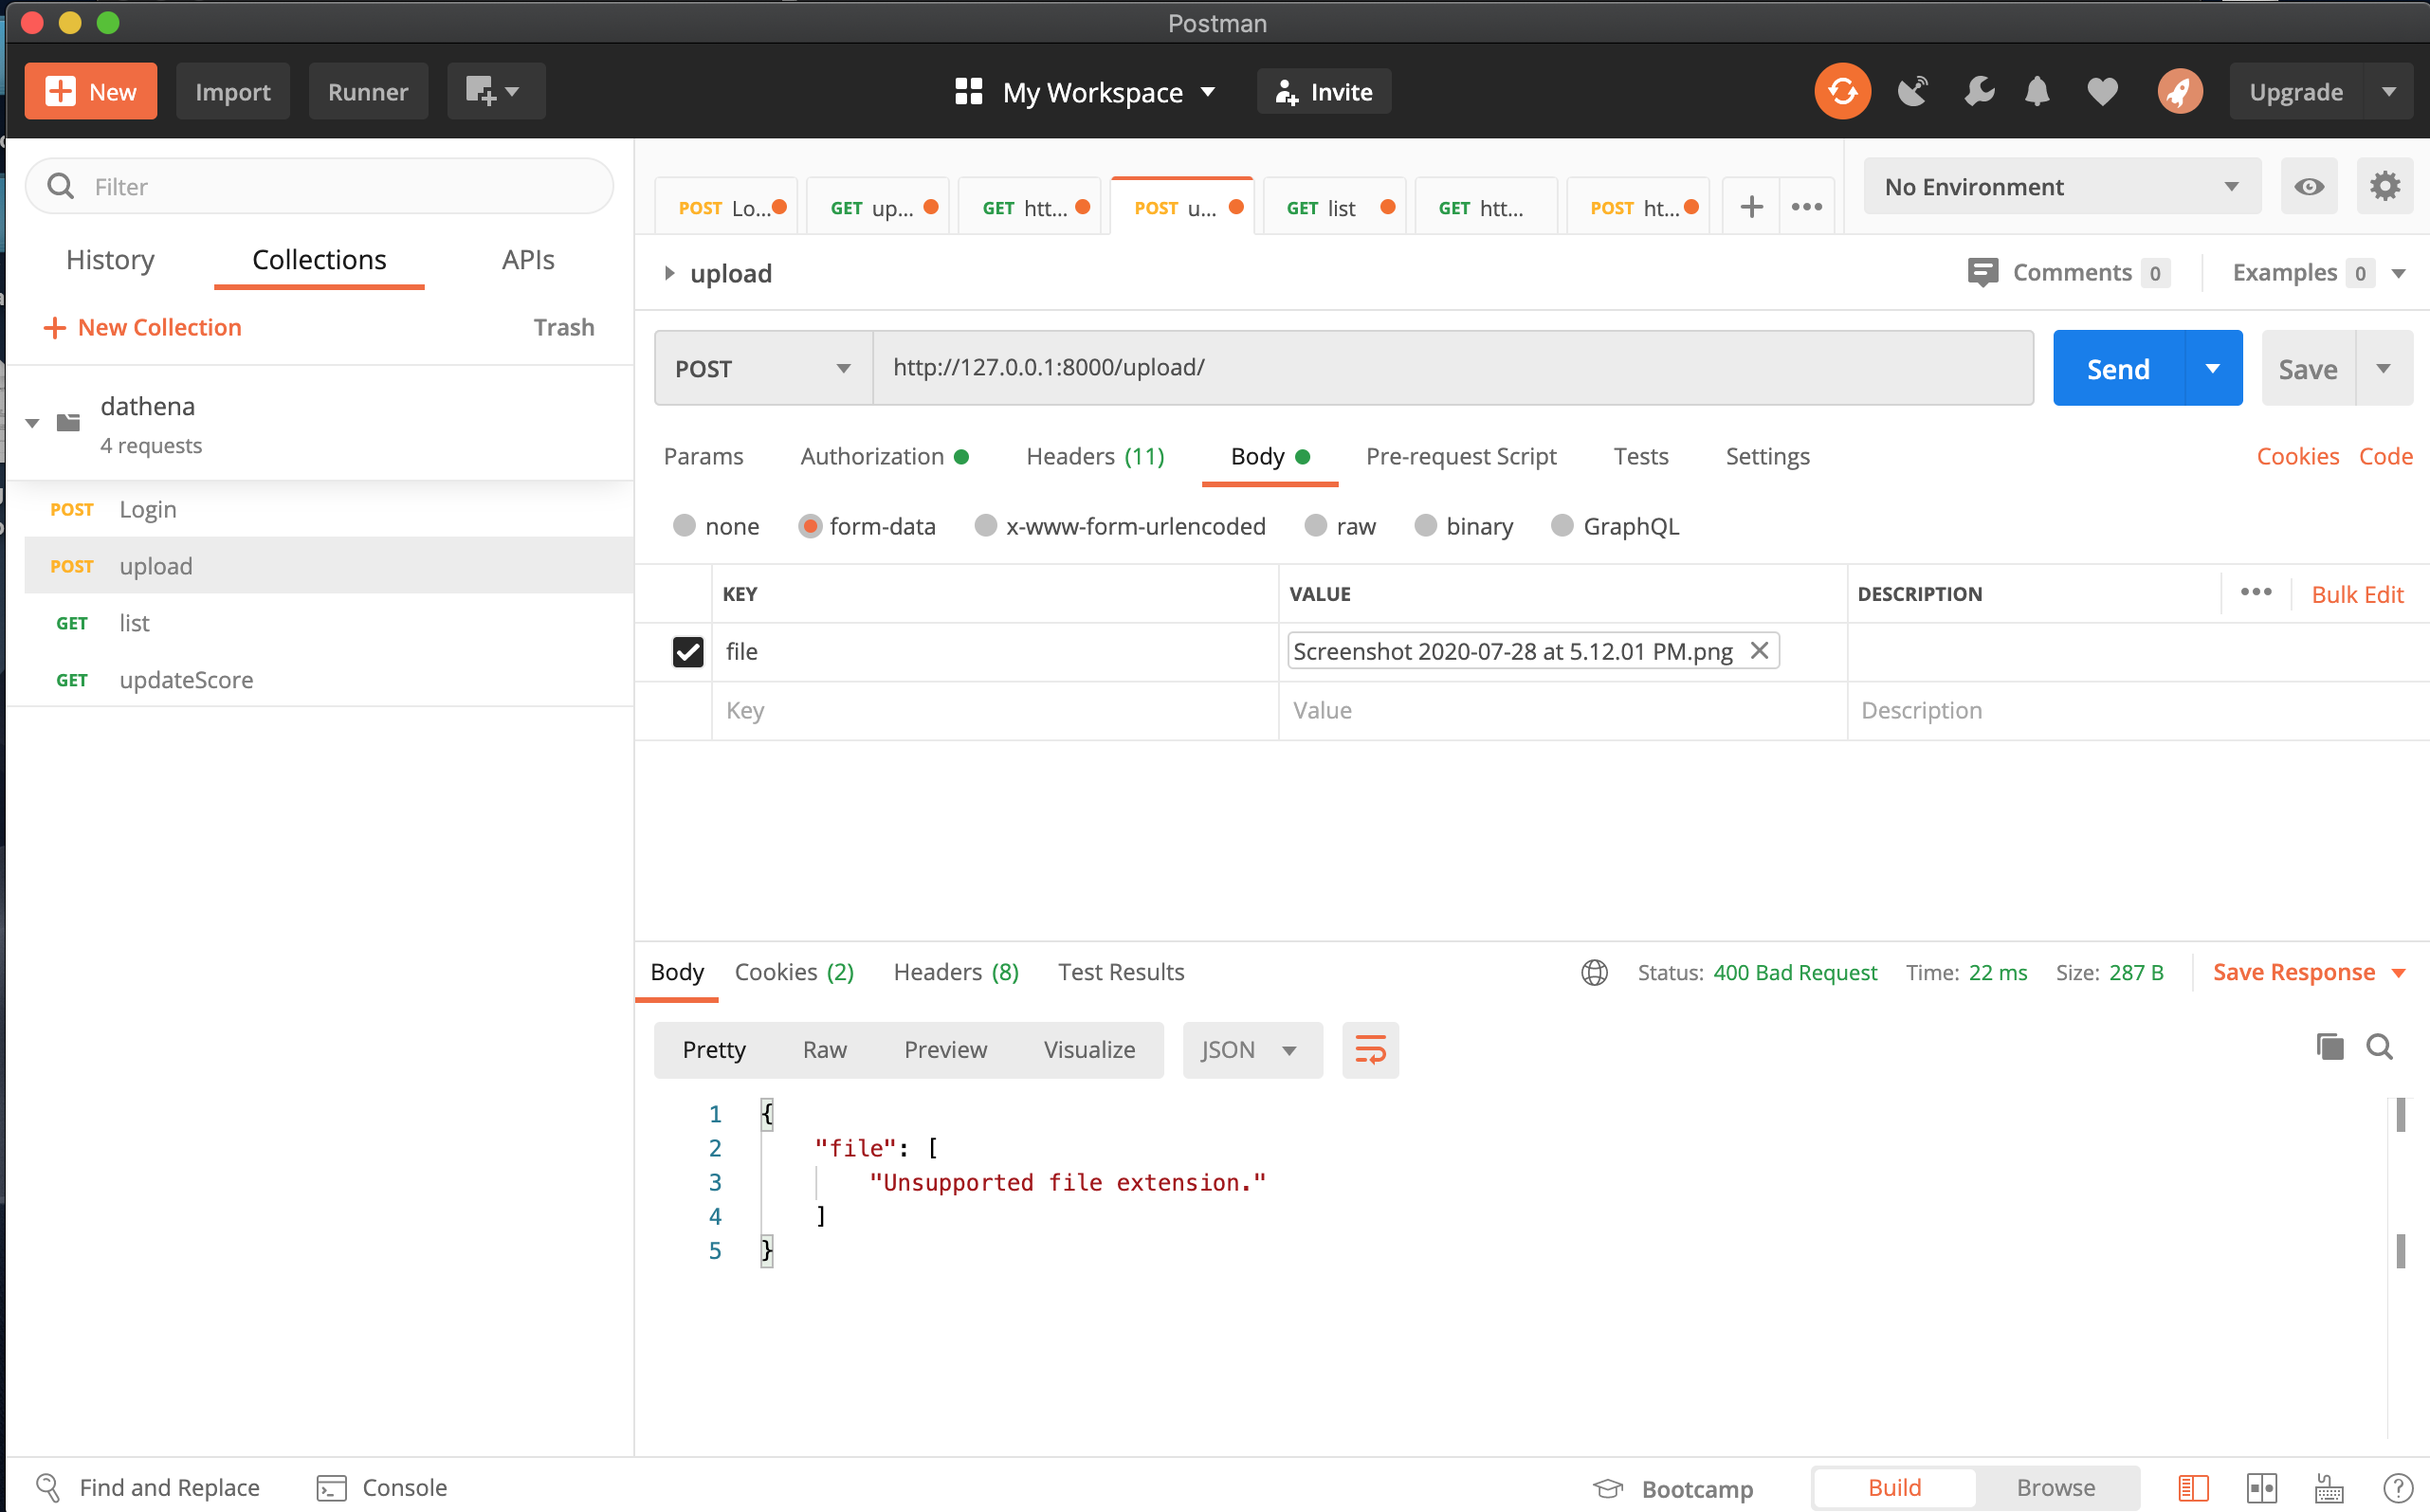 Postman
New
Import
Runner
My Workspace
Invite
Upgrade
Filter
History
Collections
APIs
New Collection
Trash
dathena
4 requests
POST Login
POST upload
GET list
GET updateScore
POST Lo...
GET up...
GET htt...
POST u...
GET list
GET htt...
POST ht...
No Environment
upload
Comments 0
Examples 0
POST
http://127.0.0.1:8000/upload/
Send
Save
Params
Authorization
Headers (11)
Body
Pre-request Script
Tests
Settings
Cookies
Code
none
form-data
x-www-form-urlencoded
raw
binary
GraphQL
KEY
VALUE
DESCRIPTION
Bulk Edit
file
Screenshot 2020-07-28 at 5.12.01 PM.png
Key
Value
Description
Body
Cookies (2)
Headers (8)
Test Results
Status: 400 Bad Request
Time: 22 ms
Size: 287 B
Save Response
Pretty
Raw
Preview
Visualize
JSON
1 {
2 "file": [
3 "Unsupported file extension."
4 ]
5 }
Find and Replace
Console
Bootcamp
Build
Browse